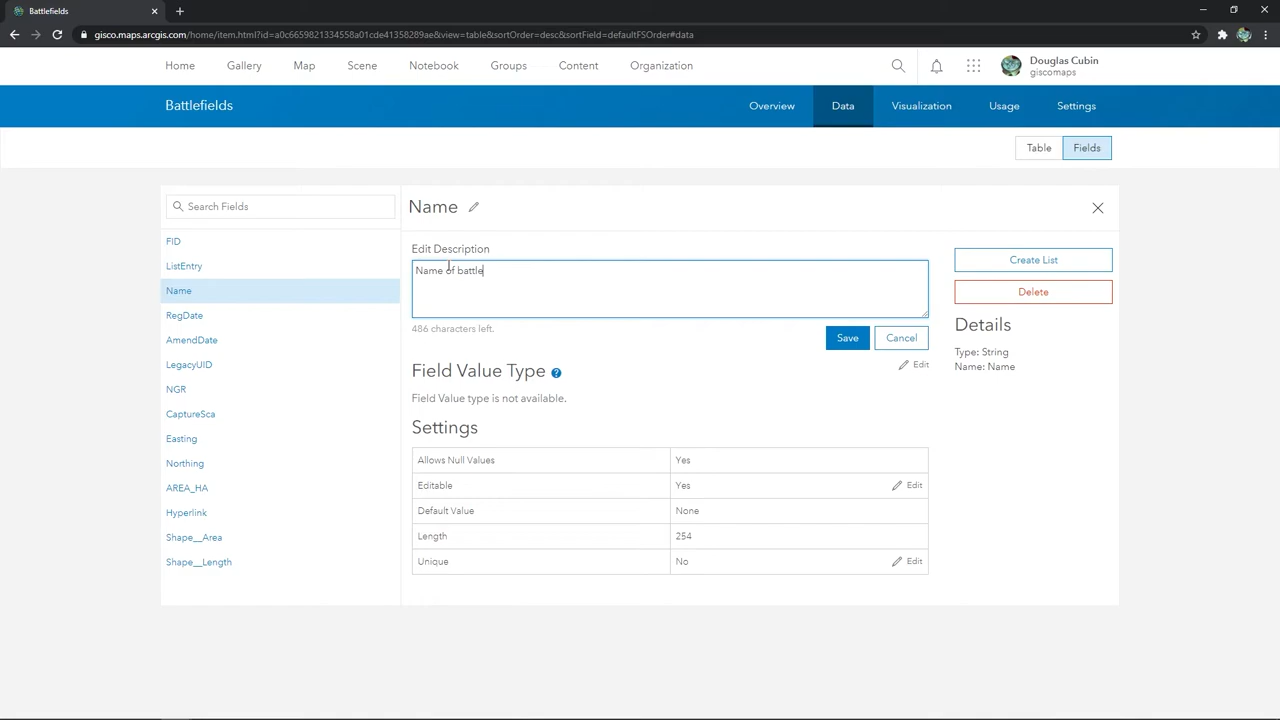 Battlefields
gisco.maps.arcgis.com/home/item.html?id=a0c6659821334558a01cde41358289ae&view=table&sortOrder=desc&sortField=defaultFSOrder#data
Home Gallery Map Scene Notebook Groups Content Organization
Douglas Cubin
giscomaps
Battlefields
Overview Data Visualization Usage Settings
Table Fields
Search Fields
FID
ListEntry
Name
RegDate
AmendDate
LegacyUID
NGR
CaptureSca
Easting
Northing
AREA_HA
Hyperlink
Shape__Area
Shape__Length
Name
Edit Description
Name of battle
486 characters left.
Save Cancel
Field Value Type ?
Edit
Field Value type is not available.
Settings
Allows Null Values Yes
Editable Yes Edit
Default Value None
Length 254
Unique No Edit
Create List
Delete
Details
Type: String
Name: Name